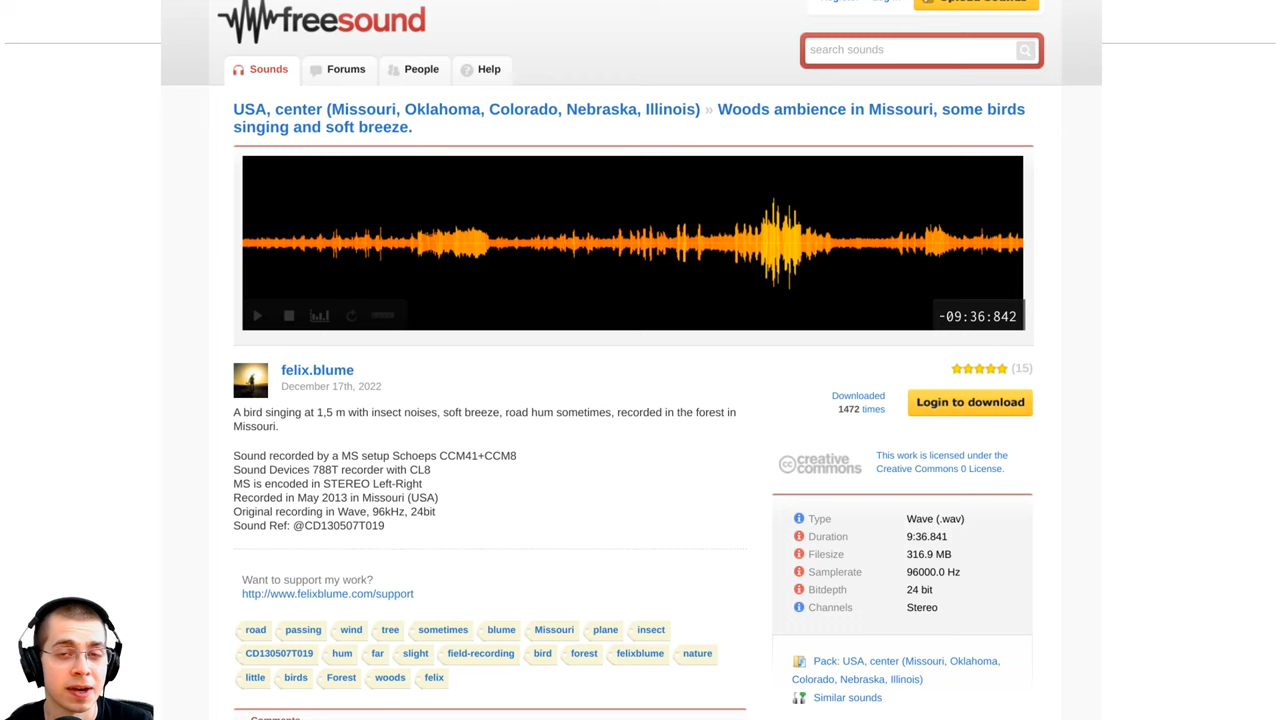 freesound
search sounds
Sounds
Forums
People
Help
USA, center (Missouri, Oklahoma, Colorado, Nebraska, Illinois) » Woods ambience in Missouri, some birds
singing and soft breeze.
-09:36:842
felix.blume
December 17th, 2022
(15)
Downloaded
1472 times
Login to download
A bird singing at 1,5 m with insect noises, soft breeze, road hum sometimes, recorded in the forest in
Missouri.
Sound recorded by a MS setup Schoeps CCM41+CCM8
Sound Devices 788T recorder with CL8
MS is encoded in STEREO Left-Right
Recorded in May 2013 in Missouri (USA)
Original recording in Wave, 96kHz, 24bit
Sound Ref: @CD130507T019
cc creative commons
This work is licensed under the
Creative Commons 0 License.
Type Wave (.wav)
Duration 9:36.841
Filesize 316.9 MB
Samplerate 96000.0 Hz
Bitdepth 24 bit
Channels Stereo
Want to support my work?
http://www.felixblume.com/support
road passing wind tree sometimes blume Missouri plane insect
CD130507T019 hum far slight field-recording bird forest felixblume nature
little birds Forest woods felix
Pack: USA, center (Missouri, Oklahoma,
Colorado, Nebraska, Illinois)
Similar sounds
Comments